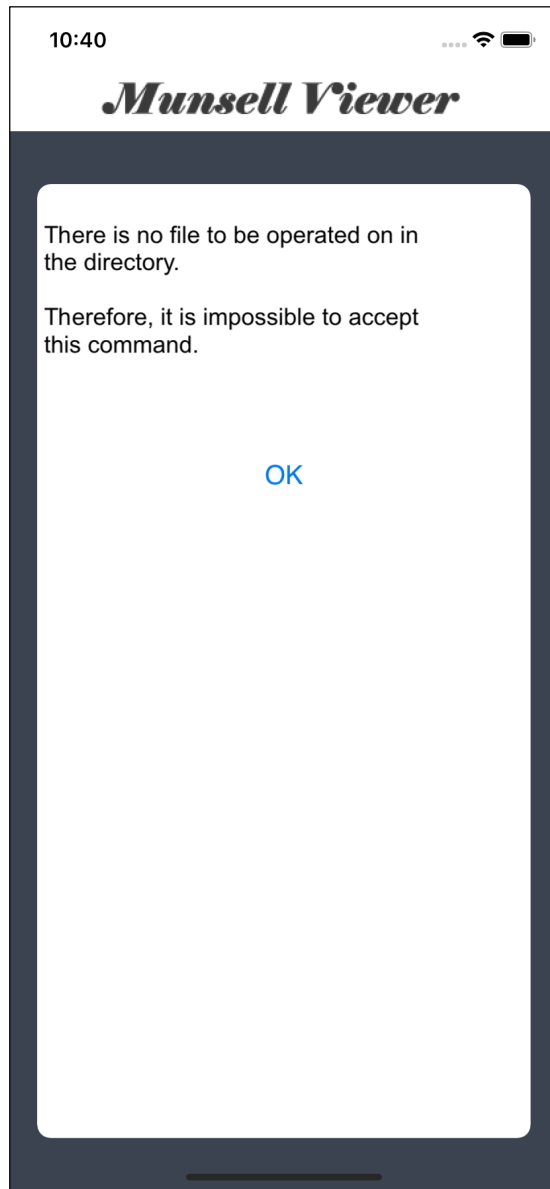 10:40
Munsell Viewer
There is no file to be operated on in
the directory.
Therefore, it is impossible to accept
this command.
OK